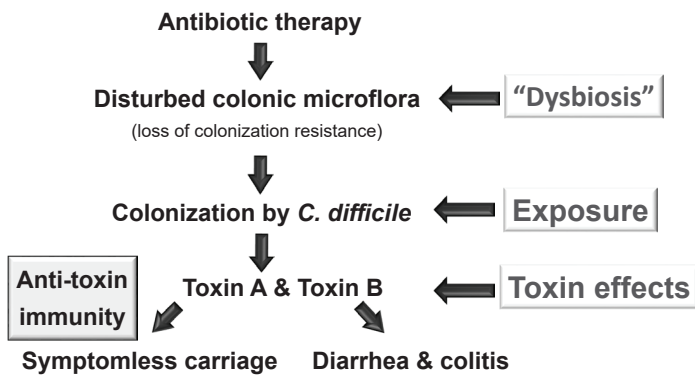 Antibiotic therapy
Disturbed colonic microflora
“Dysbiosis”
(loss of colonization resistance)
Colonization by C. difficile
Exposure
Anti-toxin
immunity
Toxin A & Toxin B
Toxin effects
Symptomless carriage
Diarrhea & colitis